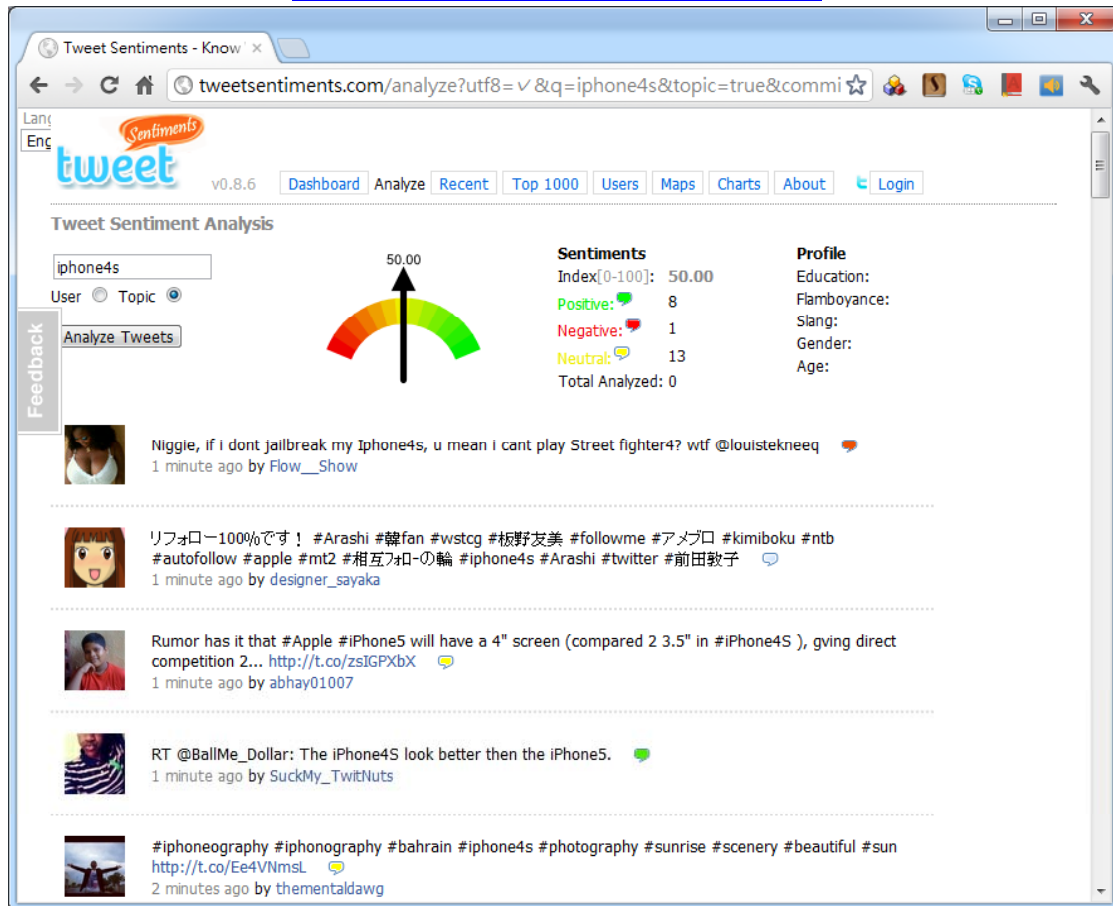 Tweet Sentiments - Know
tweetsentiments.com/analyze?utf8=✓&q=iphone4s&topic=true&commi
Lang
Eng
Sentiments
tweet
v0.8.6 Dashboard Analyze Recent Top 1000 Users Maps Charts About Login
Tweet Sentiment Analysis
iphone4s
User Topic
Analyze Tweets
Feedback
50.00
Sentiments
Index[0-100]: 50.00
Positive: 8
Negative: 1
Neutral: 13
Total Analyzed: 0
Profile
Education:
Flamboyance:
Slang:
Gender:
Age:
Niggie, if i dont jailbreak my Iphone4s, u mean i cant play Street fighter4? wtf @louistekneeq
1 minute ago by Flow__Show
リフォロー100%です！ #Arashi #韓fan #wstcg #板野友美 #followme #アメブロ #kimiboku #ntb
#autofollow #apple #mt2 #相互ﾌｫﾛｰの輪 #iphone4s #Arashi #twitter #前田敦子
1 minute ago by designer_sayaka
Rumor has it that #Apple #iPhone5 will have a 4" screen (compared 2 3.5" in #iPhone4S ), gving direct
competition 2... http://t.co/zsIGPXbX
1 minute ago by abhay01007
RT @BallMe_Dollar: The iPhone4S look better then the iPhone5.
1 minute ago by SuckMy_TwitNuts
#iphoneography #iphonography #bahrain #iphone4s #photography #sunrise #scenery #beautiful #sun
http://t.co/Ee4VNmsL
2 minutes ago by thementaldawg